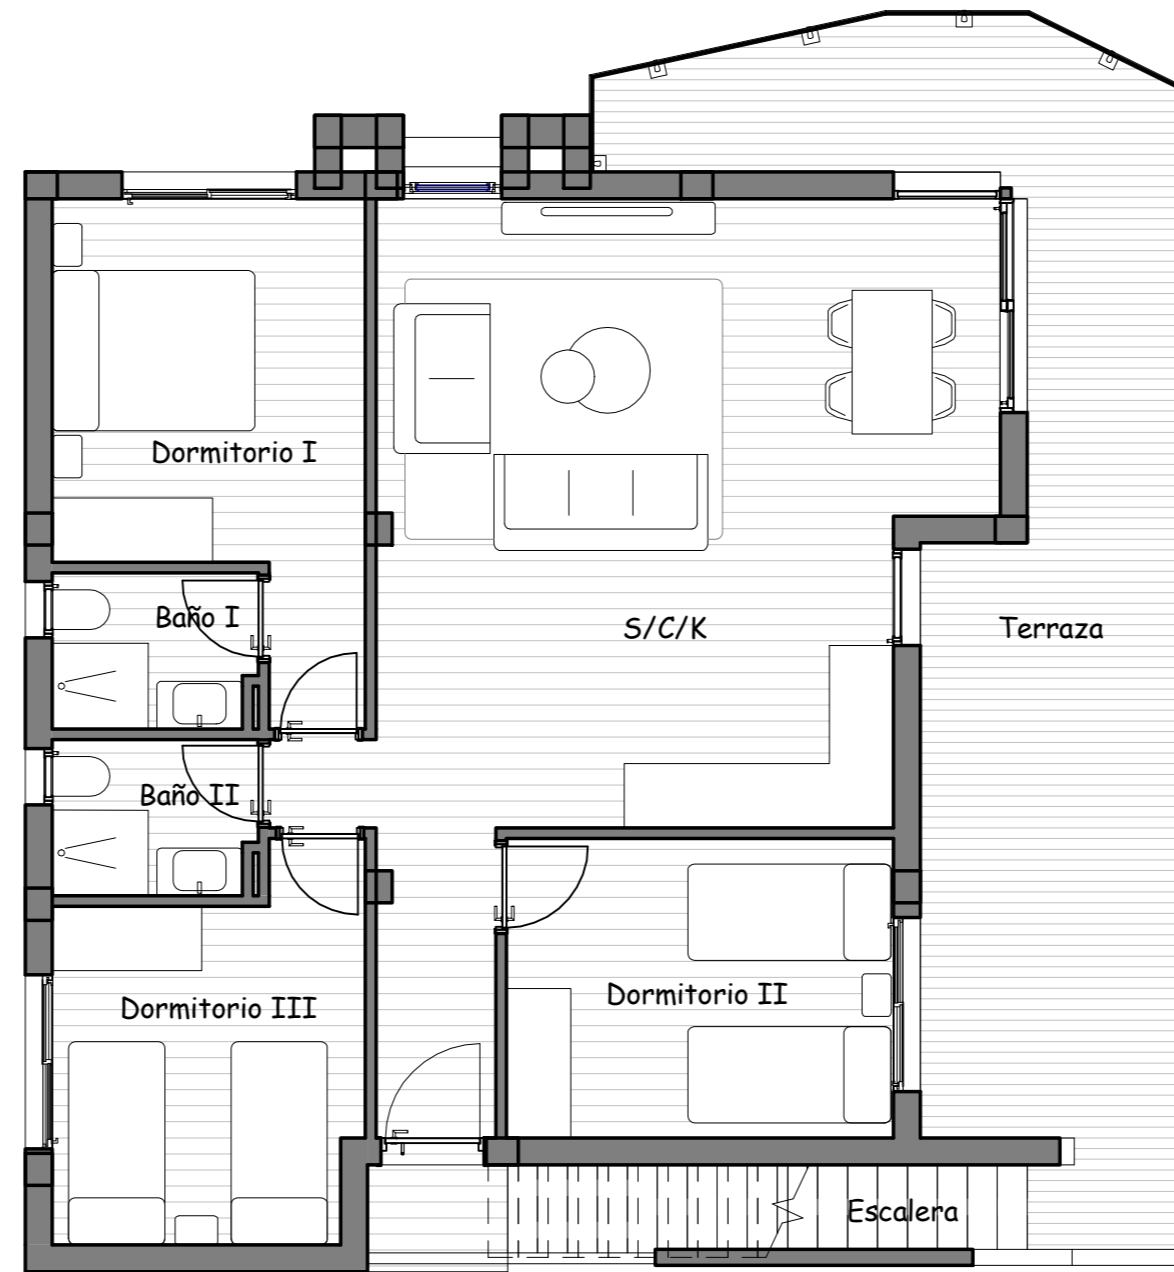 Dormitorio I
Baño I
S/C/K
Terraza
Baño II
Dormitorio II
Dormitorio III
Escalera